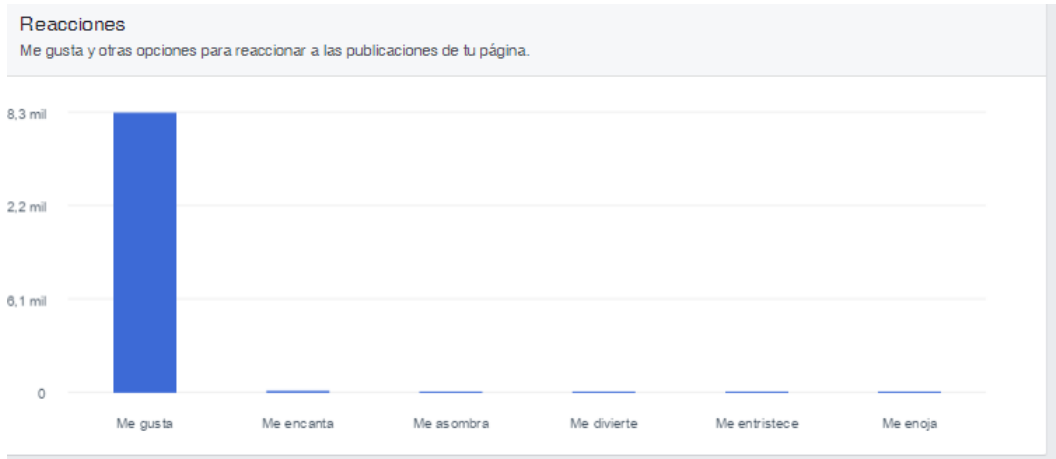 Reacciones
Me gusta y otras opciones para reaccionar a las publicaciones de tu página.
8,3 mil
2,2 mil
6,1 mil
0
Me gusta Me encanta Me asombra Me divierte Me entristece Me enoja